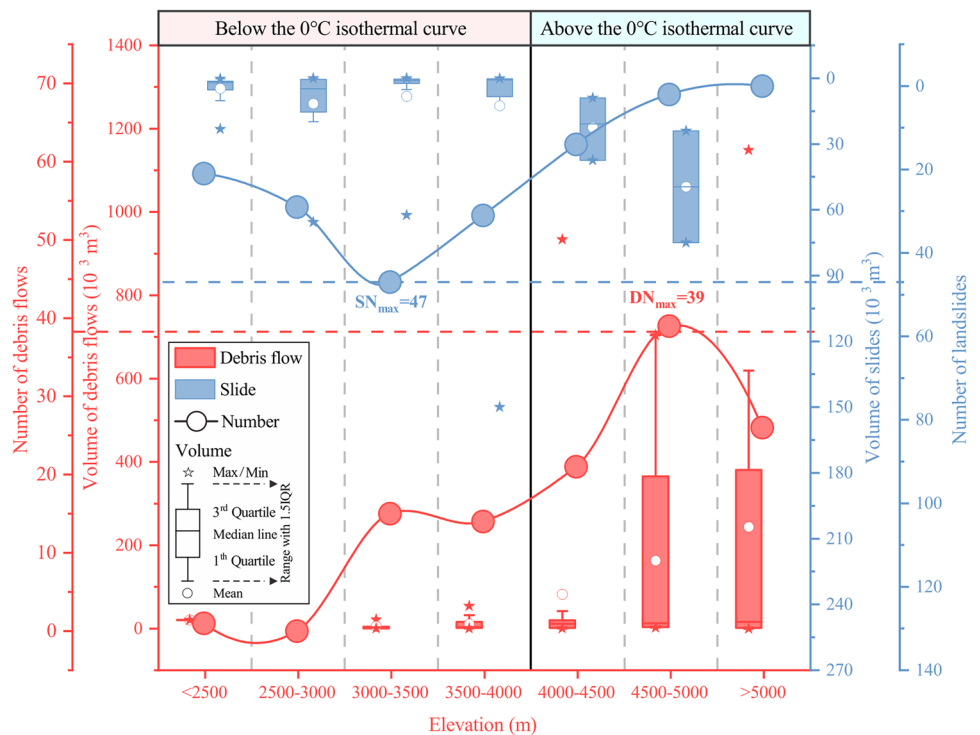 Below the 0°C isothermal curve
Above the 0°C isothermal curve
Number of debris flows
70
60
50
40
30
20
10
0
Volume of debris flows (10 ³ m³)
1400
1200
1000
800
600
400
200
0
SNmax=47
DNmax=39
Debris flow
Slide
Number
Volume
Max/Min
3rd Quartile
Median line
1th Quartile
Mean
Range with 1.5IQR
0
30
60
90
120
150
180
210
240
270
Volume of slides (10 ³ m³)
0
20
40
60
80
100
120
140
Number of landslides
<2500
2500-3000
3000-3500
3500-4000
4000-4500
4500-5000
>5000
Elevation (m)